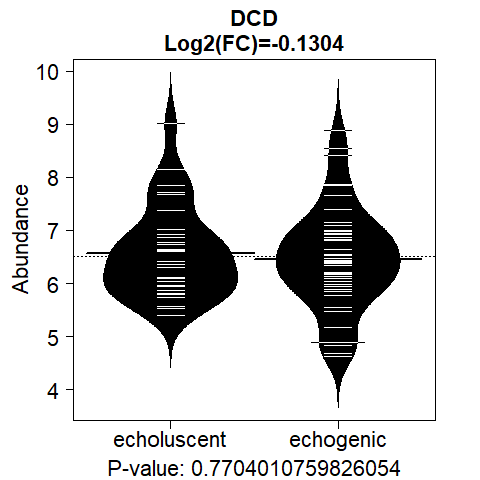 DCD
Log2(FC)=-0.1304
10
9
8
7
6
5
4
Abundance
echoluscent
echogenic
P-value: 0.7704010759826054